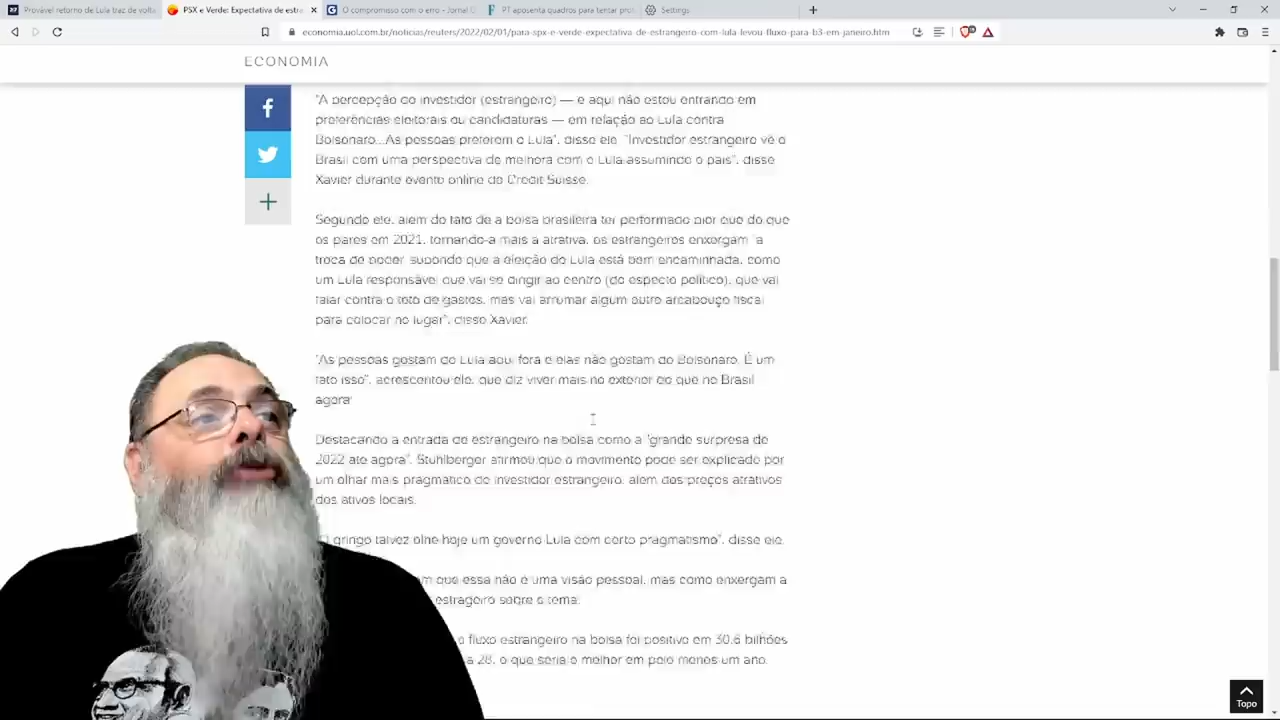 Provável retorno de Lula traz de volta
PSX e Verde: Expectativa de estra
O compromisso com o erro - Jornal O
PT aposenta quadros para tentar prot
Settings
economia.uol.com.br/noticias/reuters/2022/02/01/para-spx-e-verde-expectativa-de-estrangeiro-com-lula-levou-fluxo-para-b3-em-janeiro.htm
ECONOMIA
"A percepção do investidor (estrangeiro) — e aqui não estou entrando em
preferências eleitorais ou candidaturas — em relação ao Lula contra
Bolsonaro...As pessoas preferem o Lula", disse ele. "Investidor estrangeiro vê o
Brasil com uma perspectiva de melhora com o Lula assumindo o país", disse
Xavier durante evento online do Credit Suisse.
Segundo ele, além do fato de a bolsa brasileira ter performado pior que do que
os pares em 2021, tornando-a mais a atrativa, os estrangeiros enxergam "a
troca de poder, supondo que a eleição do Lula está bem encaminhada, como
um Lula responsável, que vai se dirigir ao centro (do espectro político), que vai
falar contra o teto de gastos, mas vai arrumar algum outro arcabouço fiscal
para colocar no lugar", disse Xavier.
"As pessoas gostam do Lula aqui fora e elas não gostam do Bolsonaro. É um
fato isso", acrescentou ele, que diz viver mais no exterior do que no Brasil
agora
Destacando a entrada de estrangeiro na bolsa como a "grande surpresa de
2022 até agora", Stuhlberger afirmou que o movimento pode ser explicado por
um olhar mais pragmático de investidor estrangeiro, além dos preços atrativos
dos ativos locais.
gringo talvez olhe hoje um governo Lula com certo pragmatismo", disse ele.
que essa não é uma visão pessoal, mas como enxergam a
estrageiro sobre o tema.
fluxo estrangeiro na bolsa foi positivo em 30,6 bilhões
28, o que seria o melhor em pelo menos um ano.
Topo